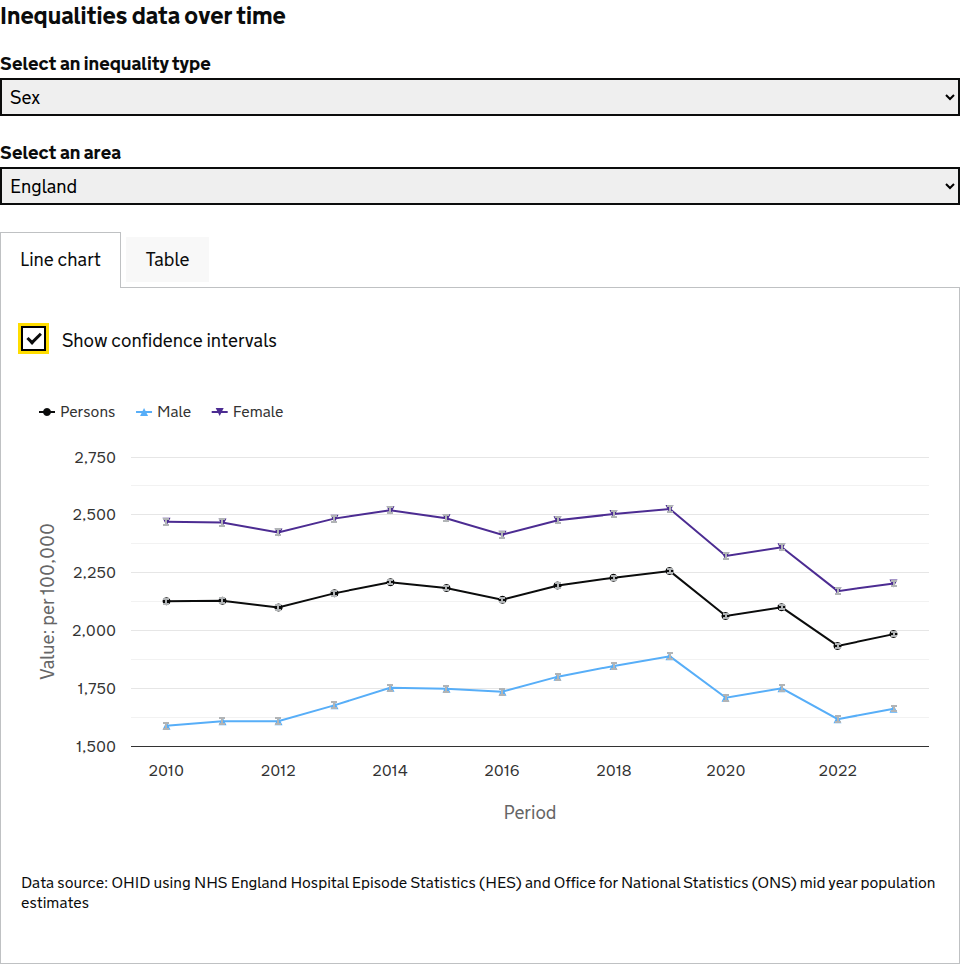 Inequalities data over time
Select an inequality type
Sex
Select an area
England
Line chart
Table
Show confidence intervals
Persons
Male
Female
2,750
2,500
2,250
2,000
1,750
1,500
Value: per 100,000
2010
2012
2014
2016
2018
2020
2022
Period
Data source: OHID using NHS England Hospital Episode Statistics (HES) and Office for National Statistics (ONS) mid year population
estimates